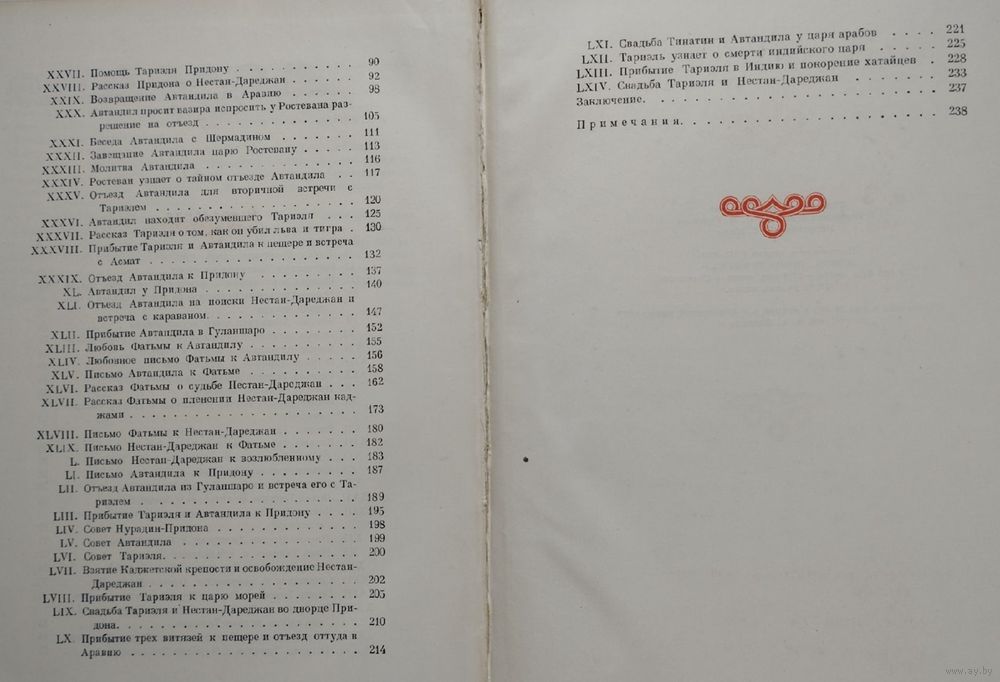 XXVII. Помощь Тариэля Придону . . . . . . . . . . . 90
XXVIII. Рассказ Придона о Нестан-Дареджан . . . . . . 92
XXIX. Возвращение Автандила в Аравию . . . . . . 98
XXX. Автандил просит вазира испросить у Ростевана раз-
решение на отъезд . . . . . . . . . . . . . 105
XXXI. Беседа Автандила с Шермадином . . . . . . . 111
XXXII. Завещание Автандила царю Ростевану . . . . . 113
XXXIII. Молитва Автандила . . . . . . . . . . . . . 116
XXXIV. Ростеван узнает о тайном отъезде Автандила . . 117
XXXV. Отъезд Автандила для вторичной встречи с
Тариэлем . . . . . . . . . . . . . . . . . 120
XXXVI. Автандил находит обезумевшего Тариэля . . . 125
XXXVII. Рассказ Тариэля о том, как он убил льва и тигра . 130
XXXVIII. Прибытие Тариэля и Автандила к пещере и встреча
с Асмат . . . . . . . . . . . . . . . . . . 132
XXXIX. Отъезд Автандила к Придону . . . . . . . . . 137
XL. Автандил у Придона . . . . . . . . . . . . . 140
XLI. Отъезд Автандила на поиски Нестан-Дареджан и
встреча с караваном. . . . . . . . . . . . . 147
XLII. Прибытие Автандила в Гуланшаро . . . . . . . . 152
XLIII. Любовь Фатьмы к Автандилу . . . . . . . . . . 155
XLIV. Любовное письмо Фатьмы к Автандилу . . . . . 156
XLV. Письмо Автандила к Фатьме . . . . . . . . . . 158
XLVI. Рассказ Фатьмы о судьбе Нестан-Дареджан . . . 162
XLVII. Рассказ Фатьмы о пленении Нестан-Дареджан кад-
жами . . . . . . . . . . . . . . . . . . . 173
XLVIII. Письмо Фатьмы к Нестан-Дареджан . . . . . . . 180
XLIX. Письмо Нестан-Дареджан к Фатьме . . . . . . . 182
L. Письмо Нестан-Дареджан к возлюбленному . . . 183
LI. Письмо Автандила к Придону . . . . . . . . . 187
LII. Отъезд Автандила из Гуланшаро и встреча его с Та-
риэлем . . . . . . . . . . . . . . . . . . 189
LIII. Прибытие Тариэля и Автандила к Придону . . . . 195
LIV. Совет Нурадин-Придона . . . . . . . . . . . . 198
LV. Совет Автандила . . . . . . . . . . . . . . . 199
LVI. Совет Тариэля. . . . . . . . . . . . . . . . 200
LVII. Взятие Каджетской крепости и освобождение Нестан-
Дареджан . . . . . . . . . . . . . . . . . 202
LVIII. Прибытие Тариэля к царю морей . . . . . . . . 205
LIX. Свадьба Тариэля и Нестан-Дареджан во дворце При-
дона. . . . . . . . . . . . . . . . . . . . 210
LX. Прибытие трех витязей к пещере и отъезд оттуда в
Аравию . . . . . . . . . . . . . . . . . . 214
LXI. Свадьба Тинатин и Автандила у царя арабов . . . . 221
LXII. Тариэль узнает о смерти индийского царя . . . . 225
LXIII. Прибытие Тариэля в Индию и покорение хатайцев . 228
LXIV. Свадьба Тариэля и Нестан-Дареджан . . . . . 233
Заключение. . . . . . . . . . . . . . . . . . 237
Примечания. . . . . . . . . . . . . . . . . . 238
www.ay.by